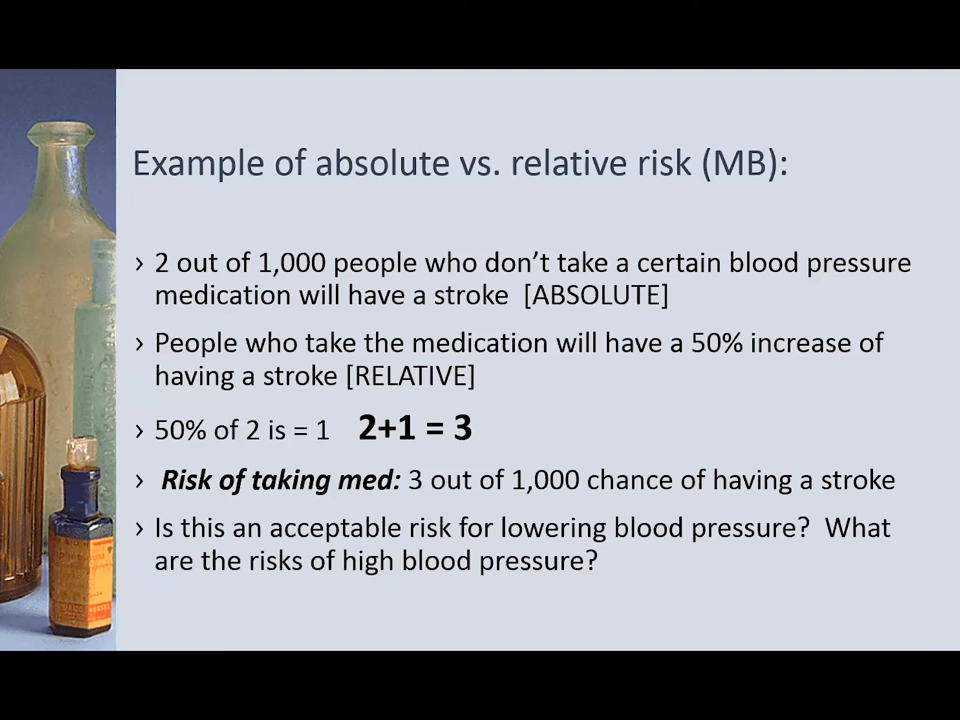 Example of absolute vs. relative risk (MB):
› 2 out of 1,000 people who don’t take a certain blood pressure
medication will have a stroke [ABSOLUTE]
› People who take the medication will have a 50% increase of
having a stroke [RELATIVE]
› 50% of 2 is = 1 2+1 = 3
› Risk of taking med: 3 out of 1,000 chance of having a stroke
› Is this an acceptable risk for lowering blood pressure? What
are the risks of high blood pressure?